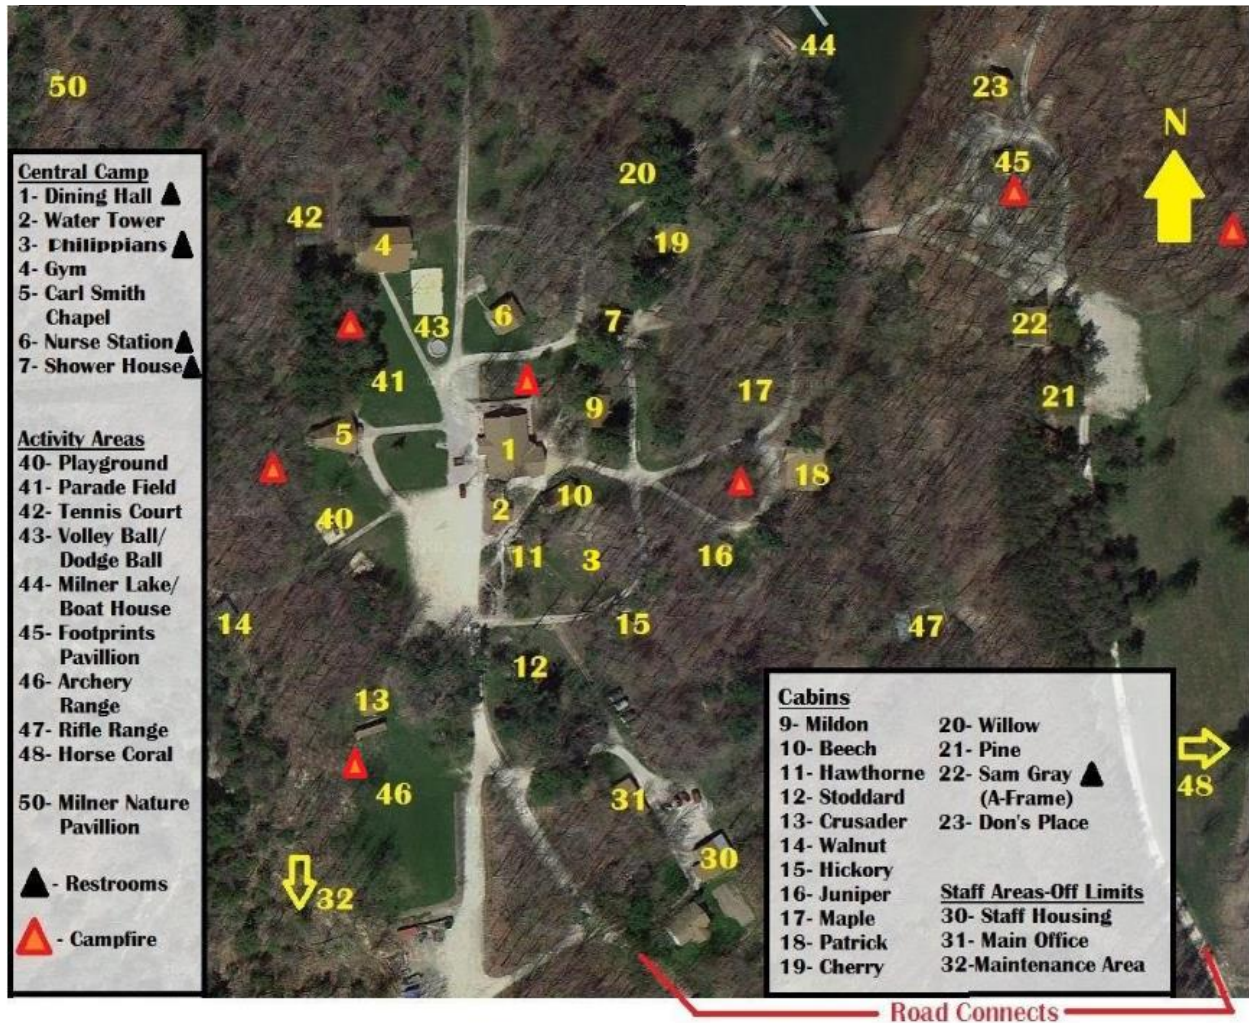 44
50
23
N
45
20
42
4
19
43
6
7
22
41
17
21
9
5
1
18
10
2
40
11
3
16
14
15
47
12
13
46
31
48
30
32
Central Camp
1- Dining Hall
2- Water Tower
3- Philippians
4- Gym
5- Carl Smith
Chapel
6- Nurse Station
7- Shower House
Activity Areas
40- Playground
41- Parade Field
42- Tennis Court
43- Volley Ball/
Dodge Ball
44- Milner Lake/
Boat House
45- Footprints
Pavillion
46- Archery
Range
47- Rifle Range
48- Horse Coral
50- Milner Nature
Pavillion
- Restrooms
- Campfire
Cabins
9- Mildon
10- Beech
11- Hawthorne
12- Stoddard
13- Crusader
14- Walnut
15- Hickory
16- Juniper
17- Maple
18- Patrick
19- Cherry
20- Willow
21- Pine
22- Sam Gray
(A-Frame)
23- Don's Place
Staff Areas-Off Limits
30- Staff Housing
31- Main Office
32-Maintenance Area
Road Connects